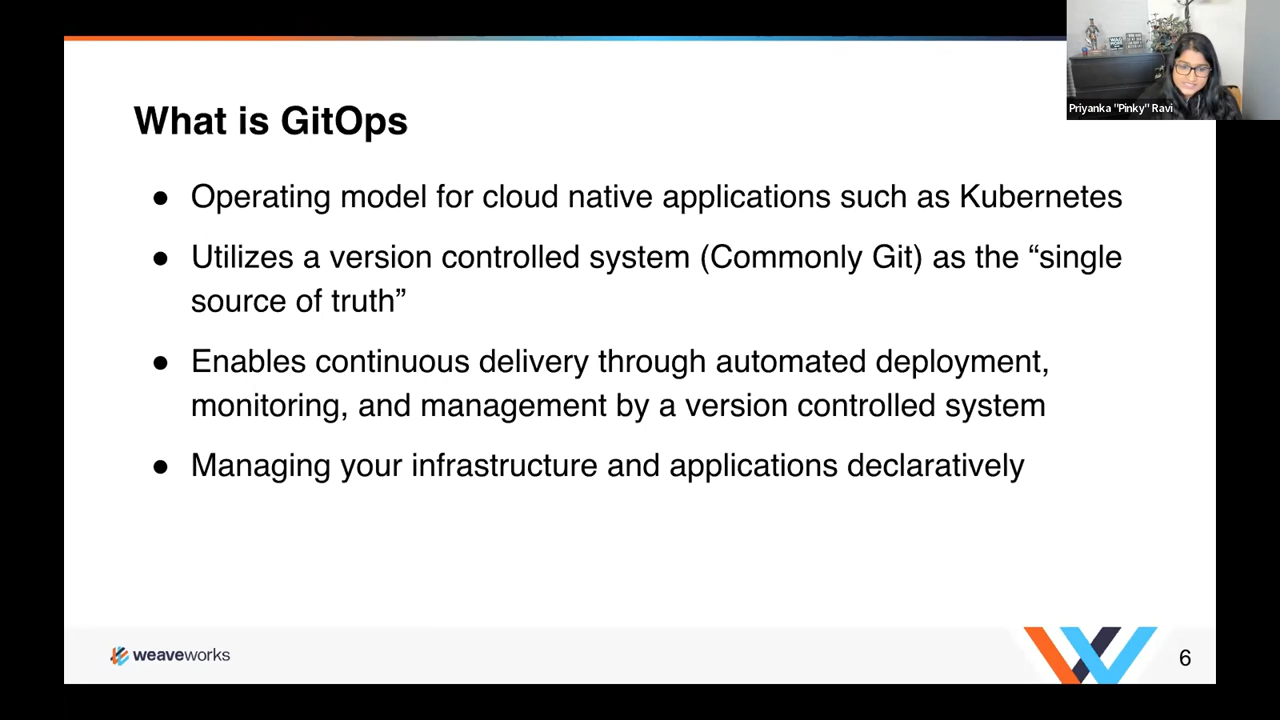 Priyanka "Pinky" Ravi
What is GitOps
● Operating model for cloud native applications such as Kubernetes
● Utilizes a version controlled system (Commonly Git) as the “single
source of truth”
● Enables continuous delivery through automated deployment,
monitoring, and management by a version controlled system
● Managing your infrastructure and applications declaratively
weaveworks
6